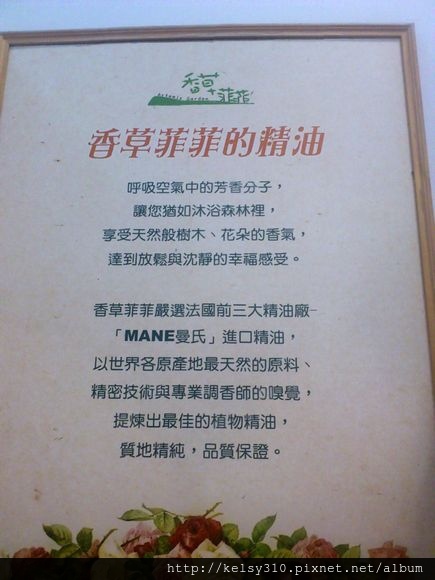 香草菲菲
Botanic Garden
香草菲菲的精油
呼吸空氣中的芳香分子，
讓您猶如沐浴森林裡，
享受天然般樹木、花朵的香氣，
達到放鬆與沈靜的幸福感受。
香草菲菲嚴選法國前三大精油廠-
「MANE曼氏」進口精油，
以世界各原產地最天然的原料、
精密技術與專業調香師的嗅覺，
提煉出最佳的植物精油，
質地精純，品質保證。
http://kelsy310.pixnet.net/album